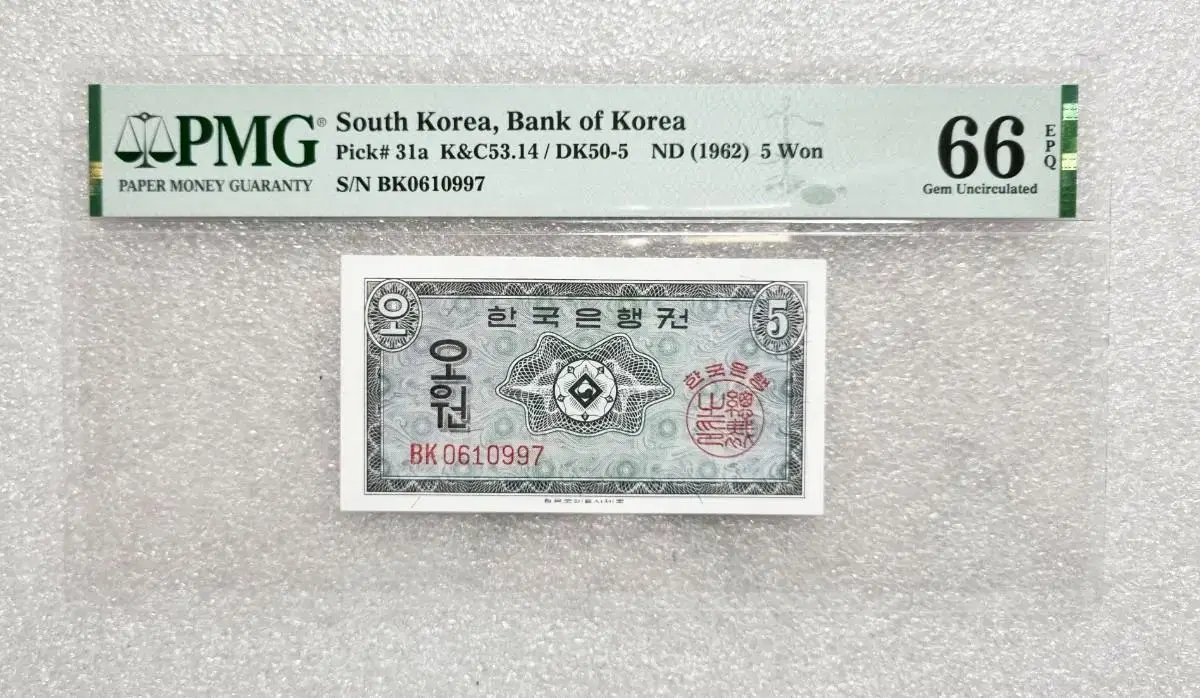 PMG®
PAPER MONEY GUARANTY
South Korea, Bank of Korea
Pick# 31a K&C53.14 / DK50-5 ND (1962) 5 Won
S/N BK0610997
66
EPQ
Gem Uncirculated
오
한국은행권
5
오원
한국은행
BK 0610997